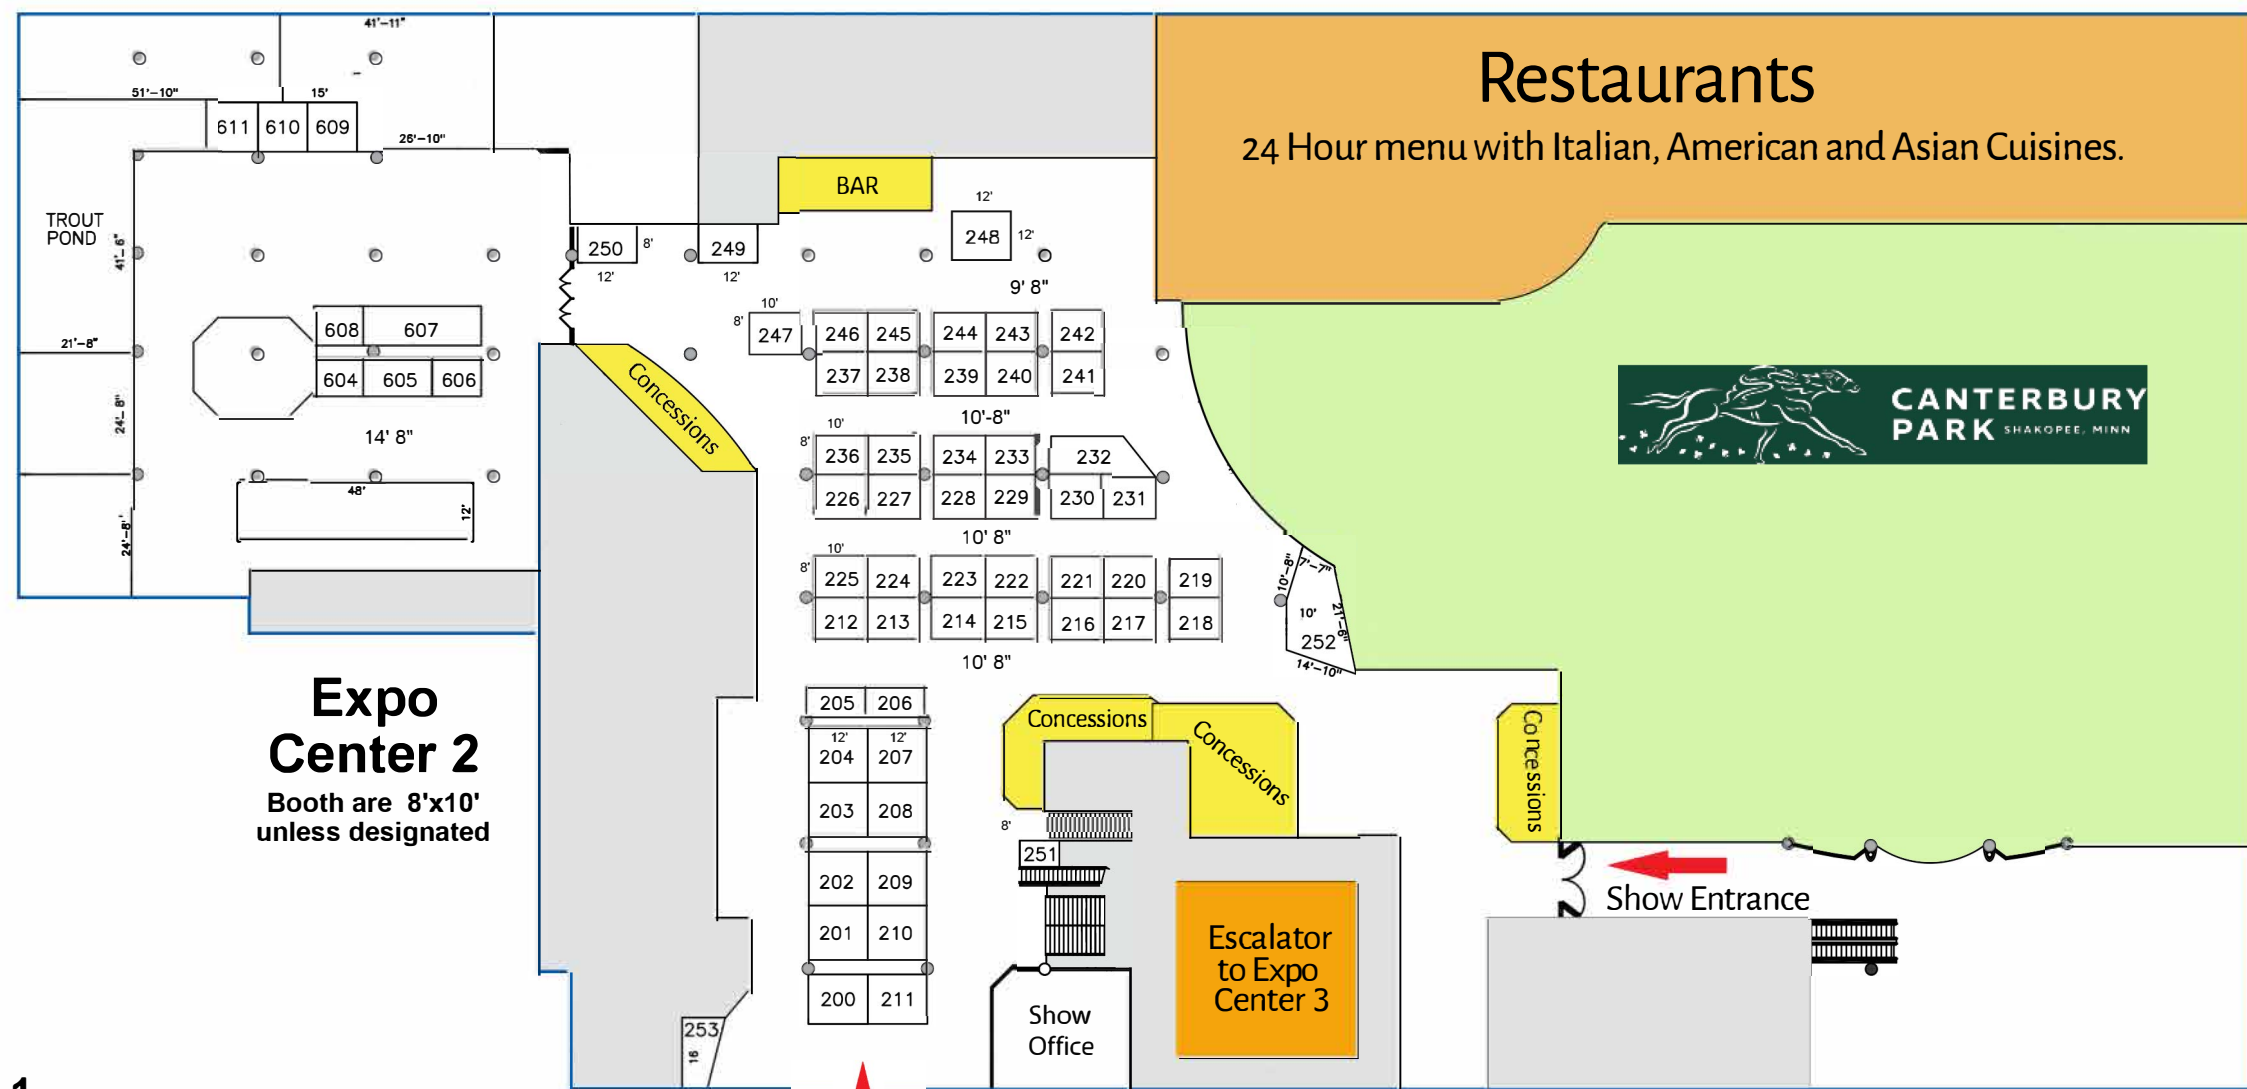 41'-11"
Restaurants
24 Hour menu with Italian, American and Asian Cuisines.
51'-10"
15'
611 610 609
26'-10"
BAR
TROUT
POND
41'-6"
12'
248
12'
250
8'
249
12'
12'
9' 8"
10'
8'
247
246 245 244 243 242
237 238 239 240 241
608 607
604 605 606
21'-8"
24'-8"
14' 8"
Concessions
CANTERBURY
PARK SHAKOPEE, MINN
10'-8"
10'
8'
236 235 234 233 232
226 227 228 229 230 231
48'
12'
24'-8'
10' 8"
10'
8'
225 224 223 222 221 220 219
212 213 214 215 216 217 218
10'-8"
7'-7"
10'
21'-6"
252
14'-10"
10' 8"
Expo
Center 2
Booth are 8'x10'
unless designated
205 206
12' 12'
204 207
203 208
202 209
201 210
200 211
Concessions
Concessions
Concessions
8'
251
Show Entrance
Escalator
to Expo
Center 3
Show
Office
253
16
1